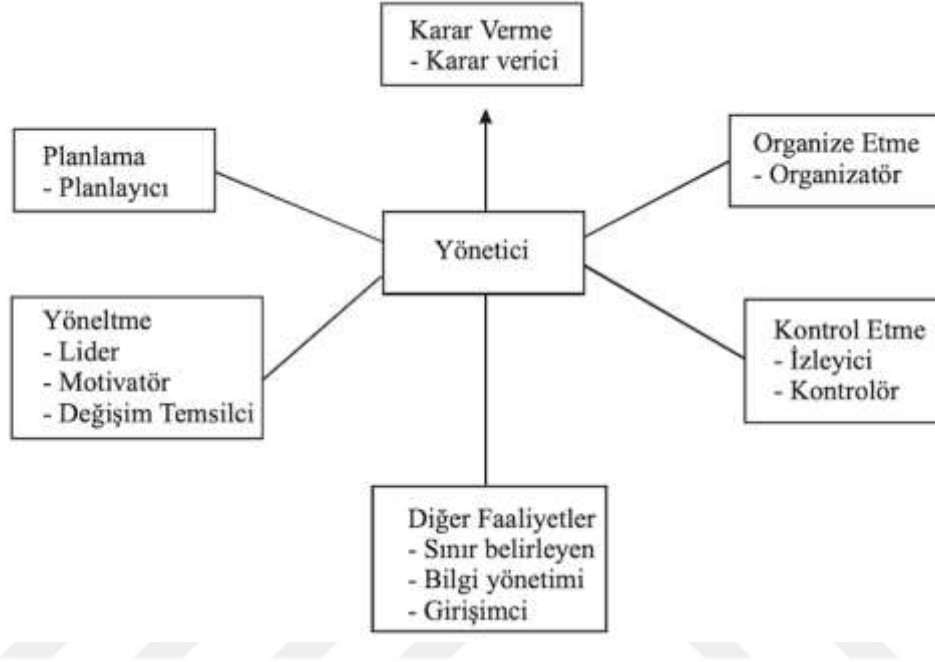 Karar Verme
- Karar verici
Planlama
- Planlayıcı
Organize Etme
- Organizatör
Yönetici
Yöneltme
- Lider
- Motivatör
- Değişim Temsilci
Kontrol Etme
- İzleyici
- Kontrolör
Diğer Faaliyetler
- Sınır belirleyen
- Bilgi yönetimi
- Girişimci